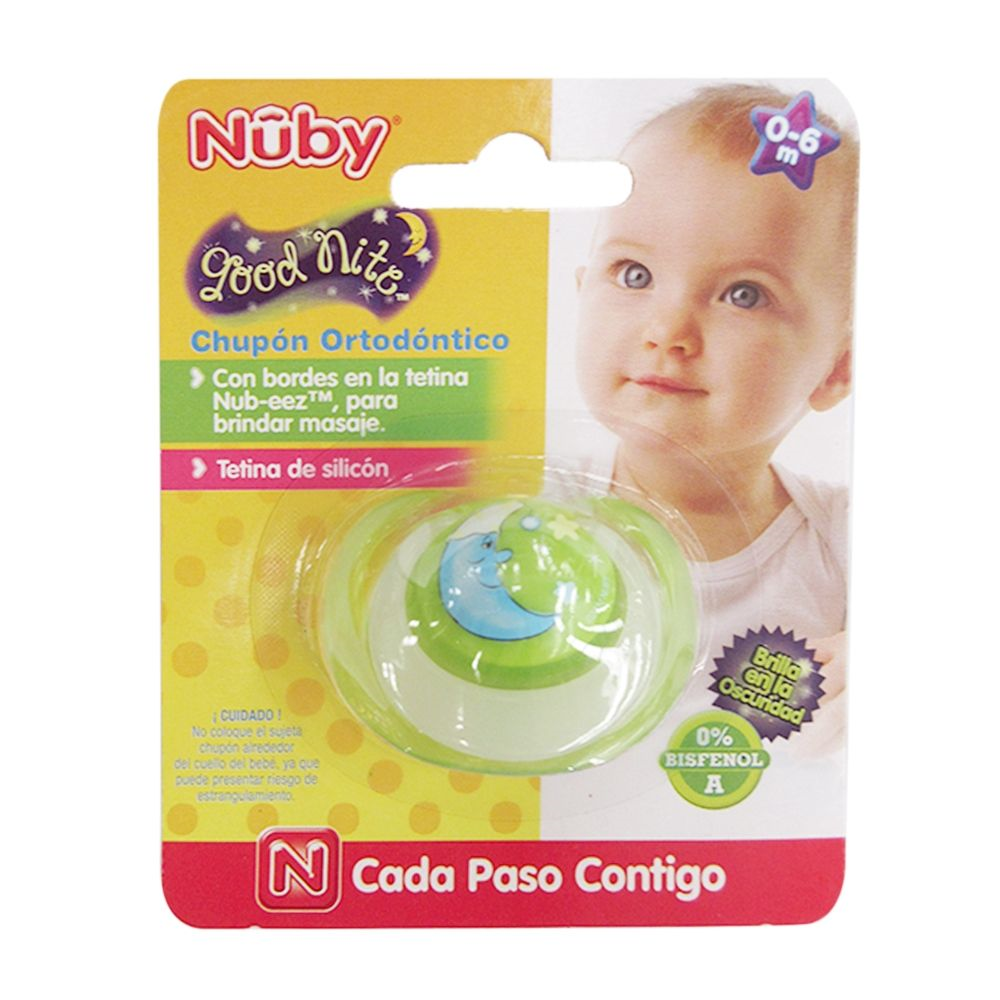 Nûby®
0-6
m
good Nite™
Chupón Ortodóntico
Con bordes en la tetina
Nub-eez™, para
brindar masaje.
Tetina de silicón
Brilla
en la
Oscuridad
¡ CUIDADO !
No coloque el sujeta
chupón alrededor
del cuello del bebé, ya que
puede presentar riesgo de
estrangulamiento.
0%
BISFENOL
A
N Cada Paso Contigo